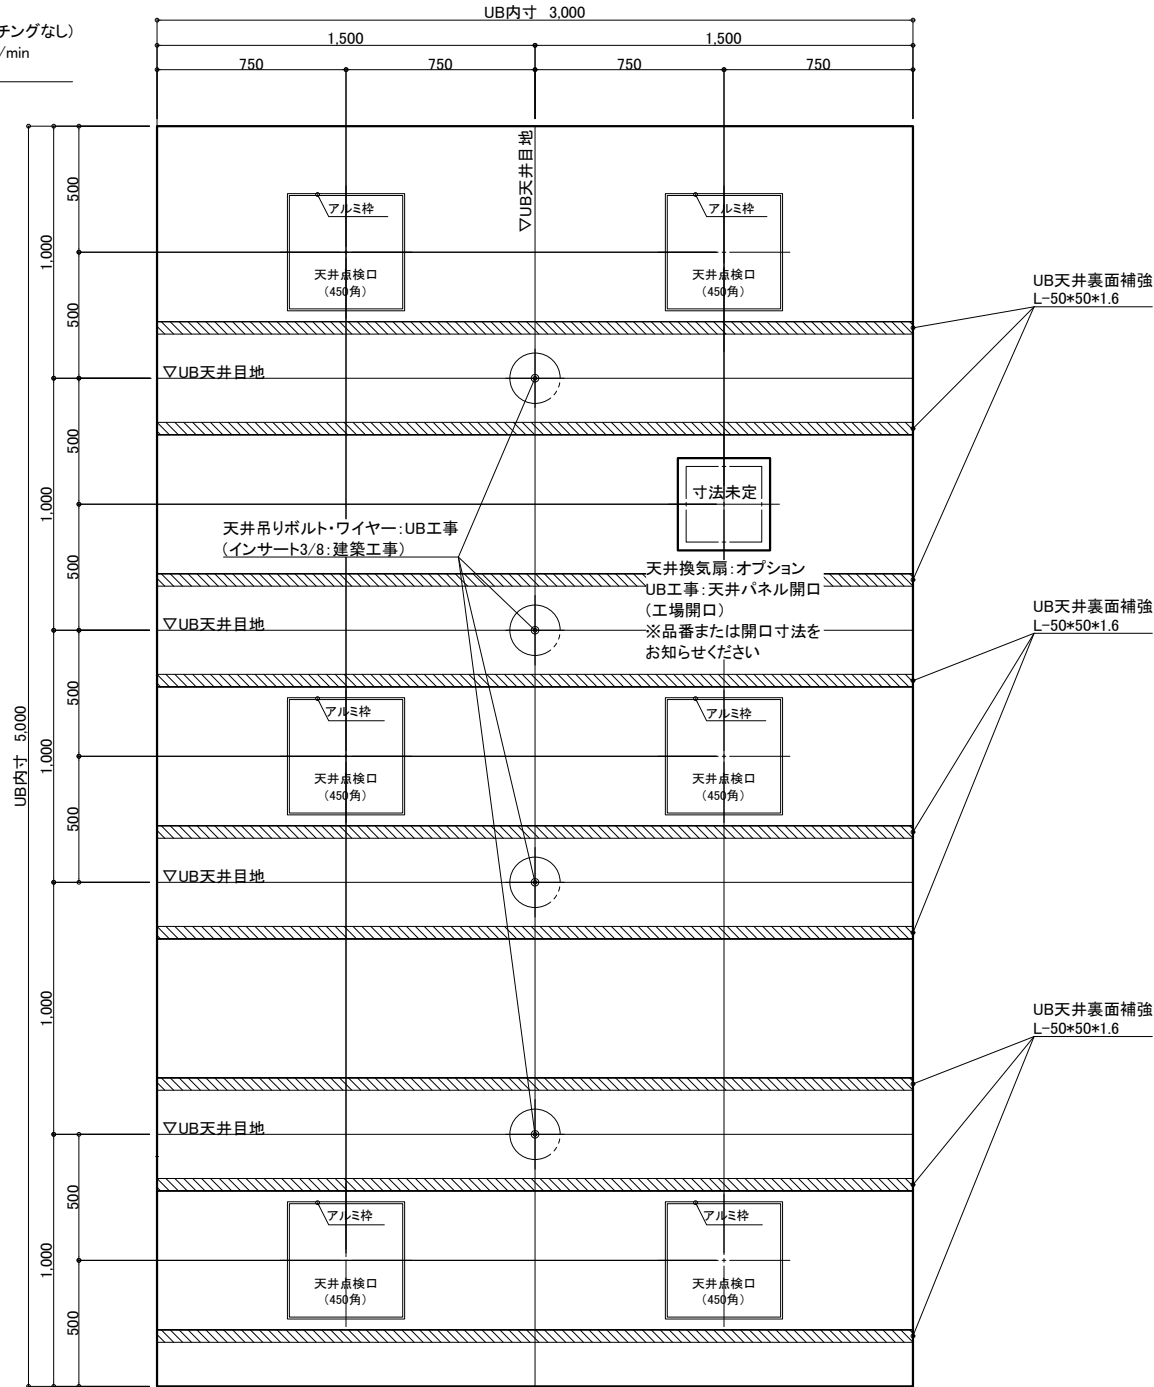 UB内寸 3,000
チングなし)
/min
1,500
1,500
750
750
750
750
▽UB天井目地
500
1,000
500
アルミ枠
天井点検口
(450角)
アルミ枠
天井点検口
(450角)
UB天井裏面補強
L-50*50*1.6
▽UB天井目地
500
1,000
500
寸法未定
天井吊りボルト・ワイヤー:UB工事
(インサート3/8:建築工事)
天井換気扇:オプション
UB工事:天井パネル開口
(工場開口)
※品番または開口寸法を
お知らせください
▽UB天井目地
UB天井裏面補強
L-50*50*1.6
UB内寸 5,000
500
1,000
500
アルミ枠
天井点検口
(450角)
アルミ枠
天井点検口
(450角)
▽UB天井目地
1,000
UB天井裏面補強
L-50*50*1.6
▽UB天井目地
500
1,000
500
アルミ枠
天井点検口
(450角)
アルミ枠
天井点検口
(450角)